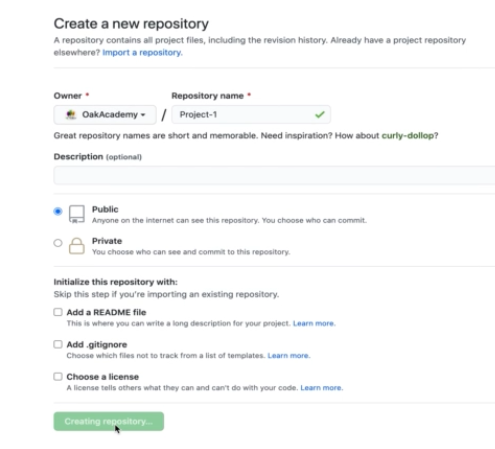 Create a new repository
A repository contains all project files, including the revision history. Already have a project repository
elsewhere? Import a repository.
Owner * Repository name *
OakAcademy / Project-1
Great repository names are short and memorable. Need inspiration? How about curly-dollop?
Description (optional)
Public
Anyone on the internet can see this repository. You choose who can commit.
Private
You choose who can see and commit to this repository.
Initialize this repository with:
Skip this step if you're importing an existing repository.
Add a README file
This is where you can write a long description for your project. Learn more.
Add .gitignore
Choose which files not to track from a list of templates. Learn more.
Choose a license
A license tells others what they can and can't do with your code. Learn more.
Creating repository...